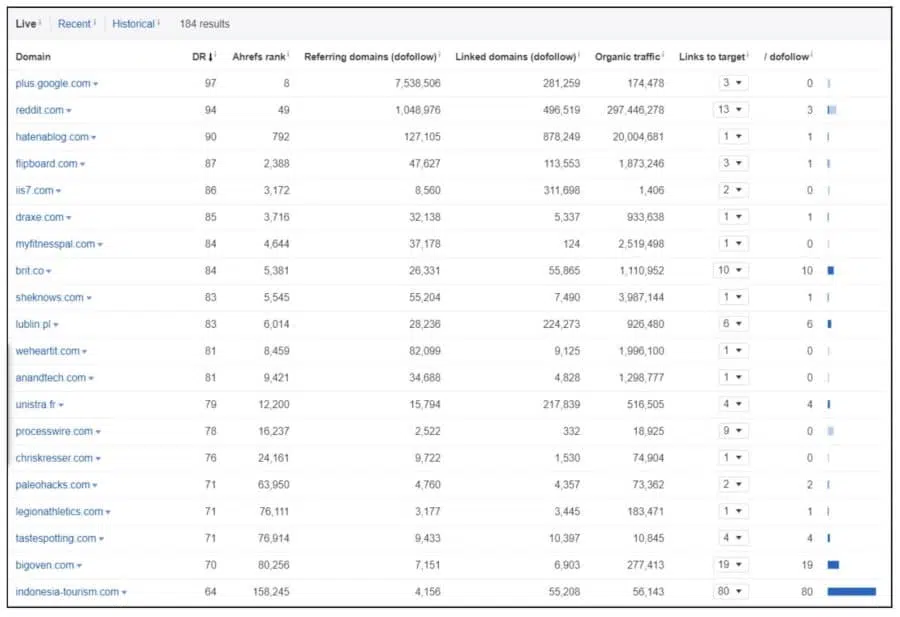 Live Recent Historical 184 results
Domain DR Ahrefs rank Referring domains (dofollow) Linked domains (dofollow) Organic traffic Links to target / dofollow
plus.google.com 97 8 7,538,506 281,259 174,478 3 0
reddit.com 94 49 1,048,976 496,519 297,446,278 13 3
hatenablog.com 90 792 127,105 878,249 20,004,681 1 1
flipboard.com 87 2,388 47,627 113,553 1,873,246 3 1
iis7.com 86 3,172 8,560 311,698 1,406 2 0
draxe.com 85 3,716 32,138 5,337 933,638 1 1
myfitnesspal.com 84 4,644 37,178 124 2,519,498 1 0
brit.co 84 5,381 26,331 55,865 1,110,952 10 10
sheknows.com 83 5,545 55,204 7,490 3,987,144 1 1
lublin.pl 83 6,014 28,236 224,273 926,480 6 6
weheartit.com 81 8,459 82,099 9,125 1,996,100 1 0
anandtech.com 81 9,421 34,688 4,828 1,298,777 1 0
unistra.fr 79 12,200 15,794 217,839 516,505 4 4
processwire.com 78 16,237 2,522 332 18,925 9 0
chriskresser.com 76 24,161 9,722 1,530 74,904 1 0
paleohacks.com 71 63,950 4,760 4,357 73,362 2 2
legionathletics.com 71 76,111 3,177 3,445 183,471 1 1
tastespotting.com 71 76,914 9,433 10,397 10,845 4 4
bigoven.com 70 80,256 7,151 6,903 277,413 19 19
indonesia-tourism.com 64 158,245 4,156 55,208 56,143 80 80